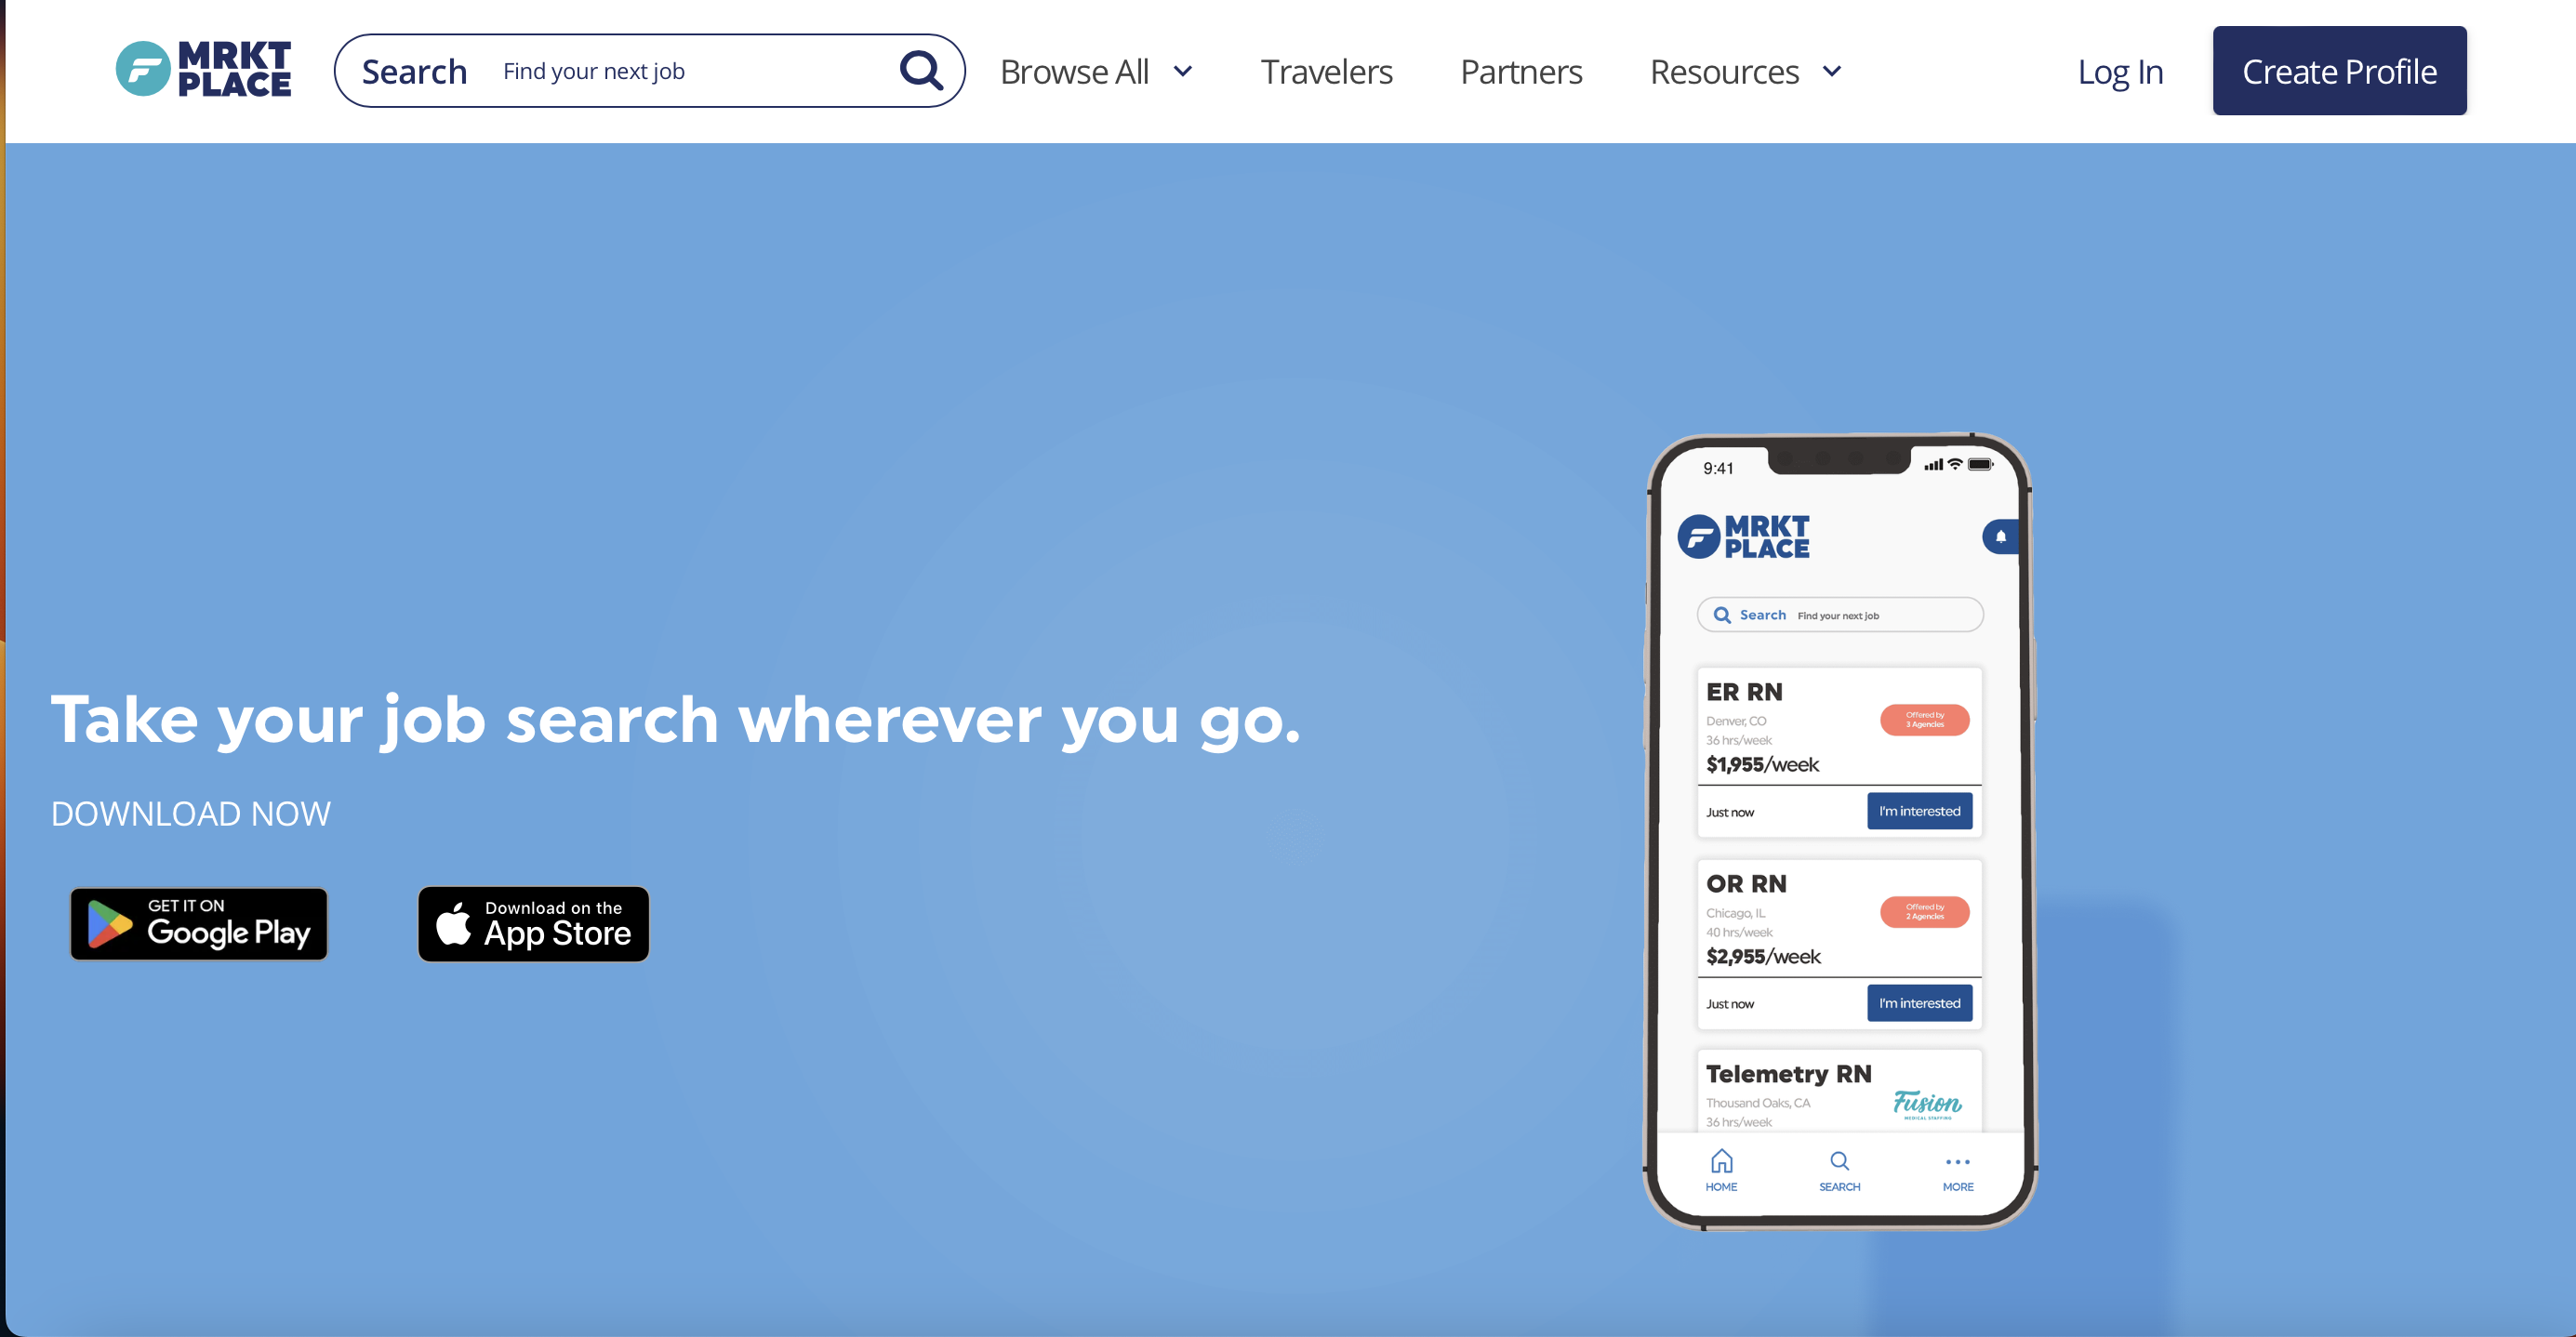 MRKT
PLACE
Search Find your next job
Browse All
Travelers
Partners
Resources
Log In
Create Profile
Take your job search wherever you go.
DOWNLOAD NOW
GET IT ON
Google Play
Download on the
App Store
9:41
MRKT
PLACE
Search Find your next job
ER RN
Denver, CO
36 hrs/week
$1,955/week
Offered by
3 Agencies
Just now
I'm interested
OR RN
Chicago, IL
40 hrs/week
$2,955/week
Offered by
2 Agencies
Just now
I'm interested
Telemetry RN
Thousand Oaks, CA
36 hrs/week
Fusion
MEDICAL STAFFING
HOME
SEARCH
MORE